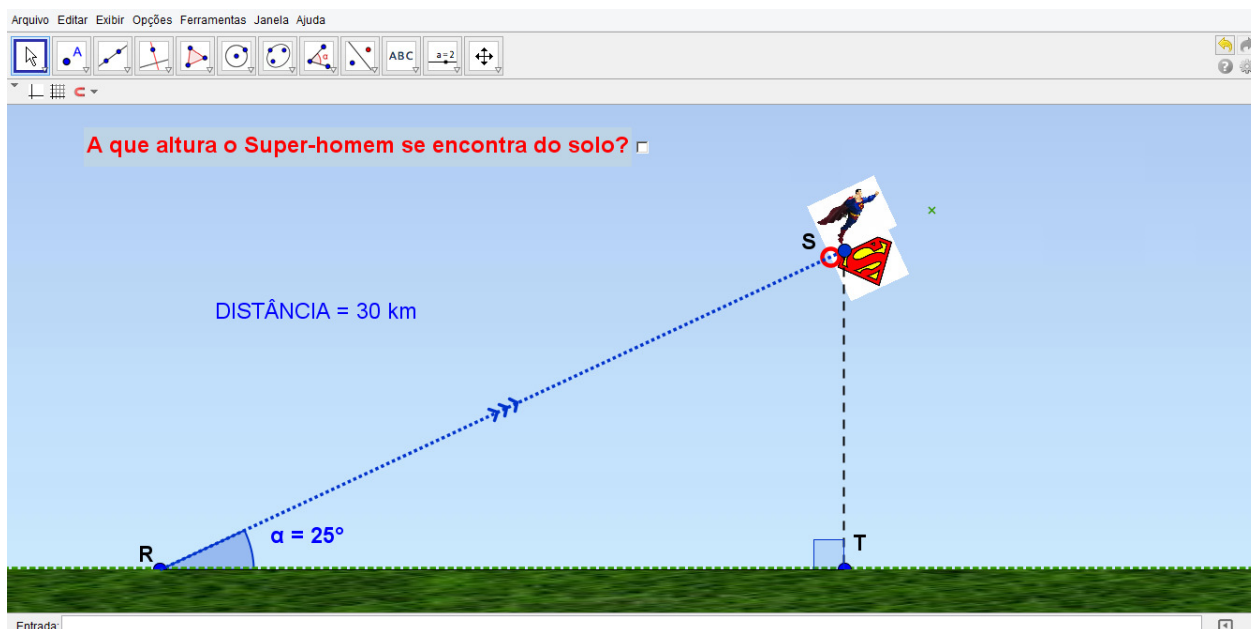 Arquivo Editar Exibir Opções Ferramentas Janela Ajuda
A ABC a=2
A que altura o Super-homem se encontra do solo?
S
DISTÂNCIA = 30 km
α = 25°
R
T
Entrada: